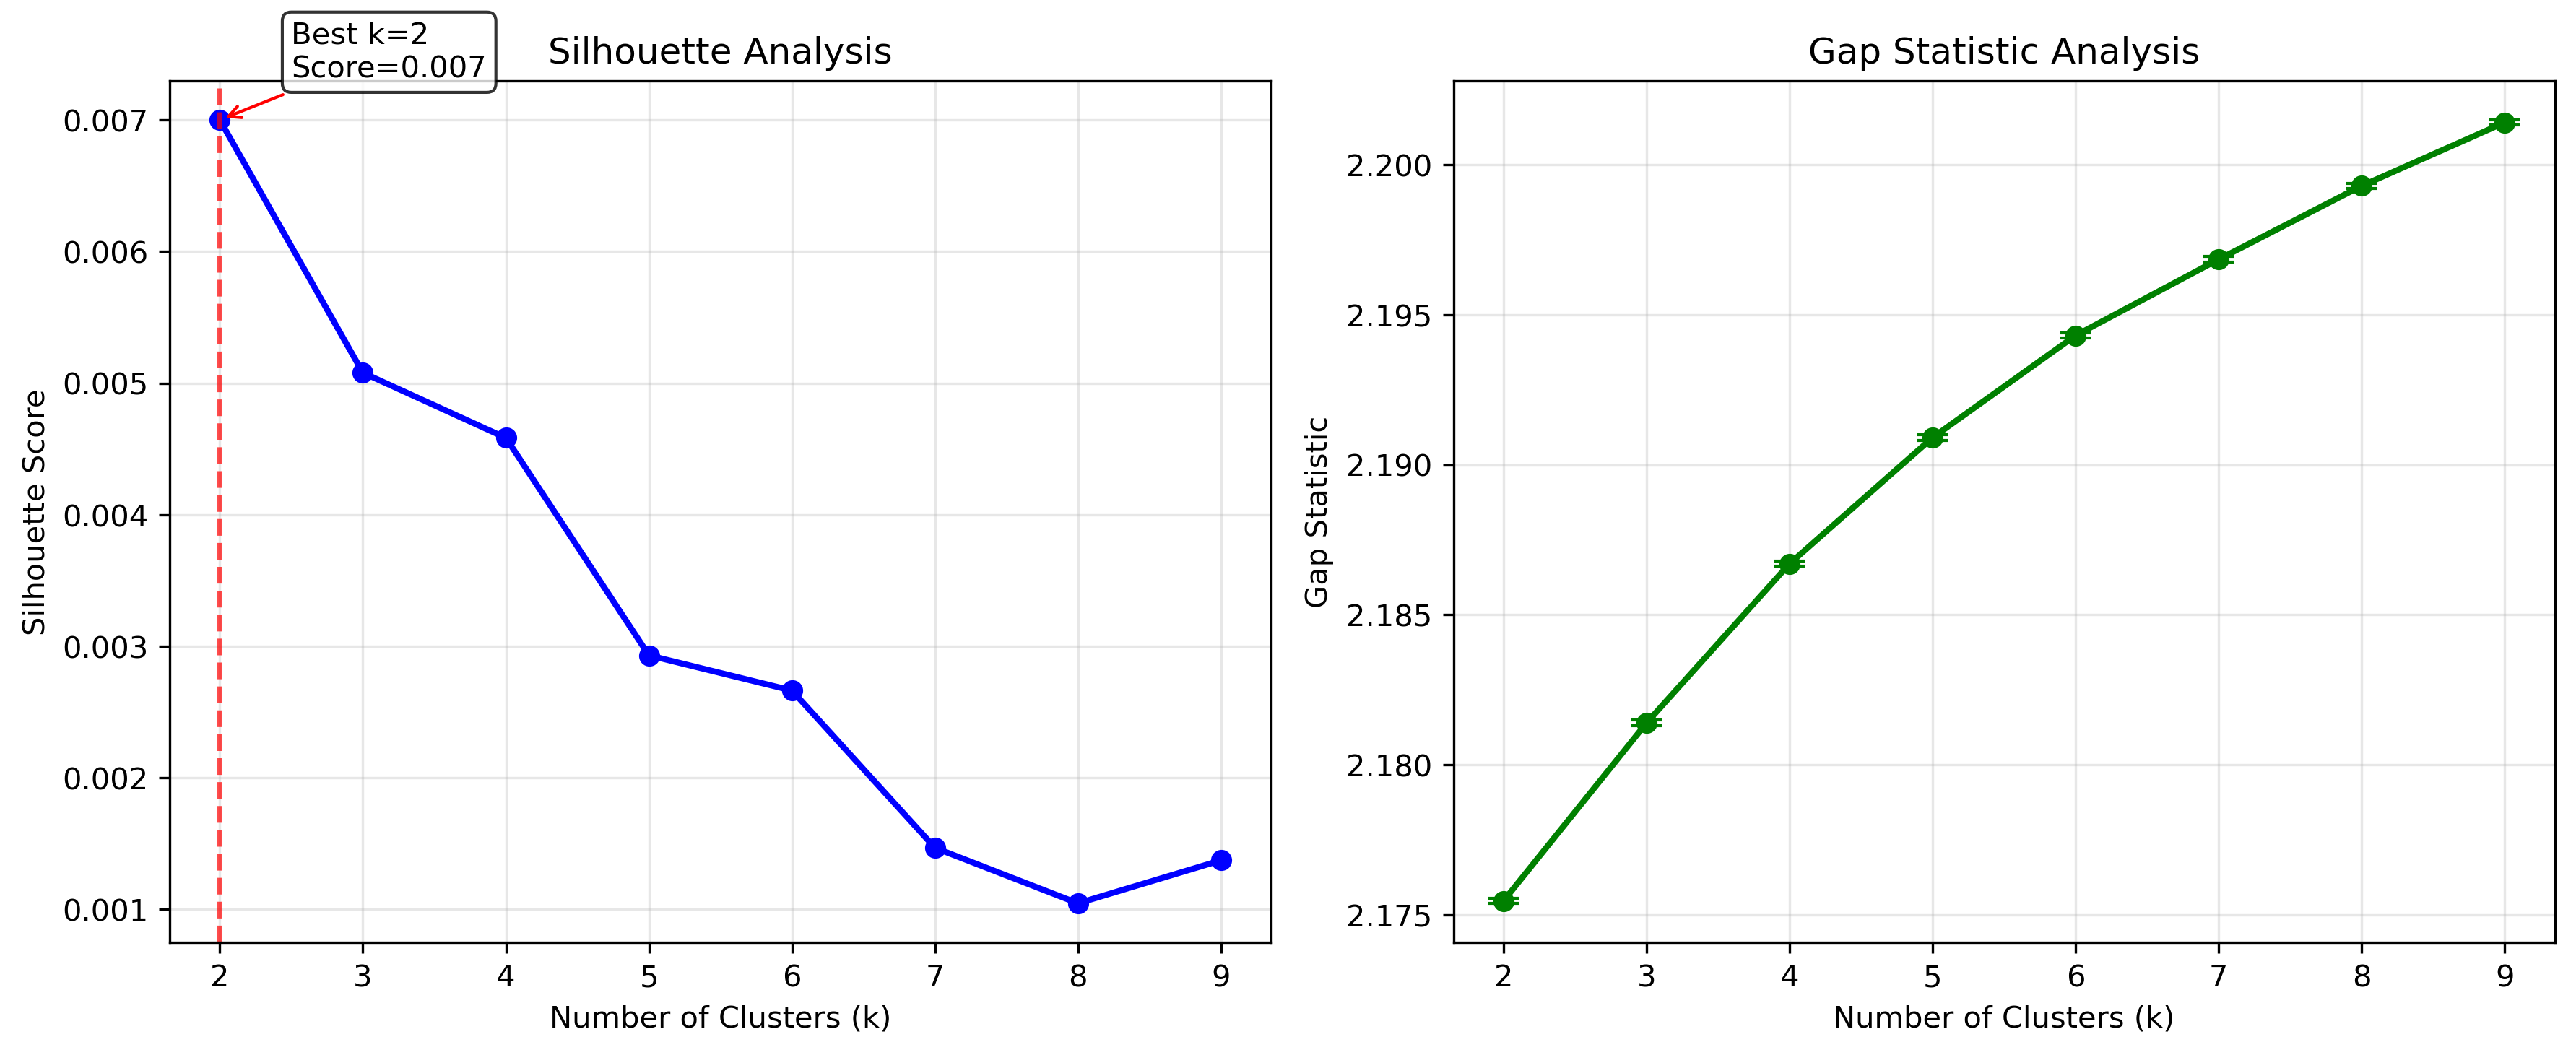 Best k=2
Score=0.007
Silhouette Analysis
0.007
0.006
0.005
0.004
0.003
0.002
0.001
Silhouette Score
2 3 4 5 6 7 8 9
Number of Clusters (k)
Gap Statistic Analysis
2.200
2.195
2.190
2.185
2.180
2.175
Gap Statistic
2 3 4 5 6 7 8 9
Number of Clusters (k)